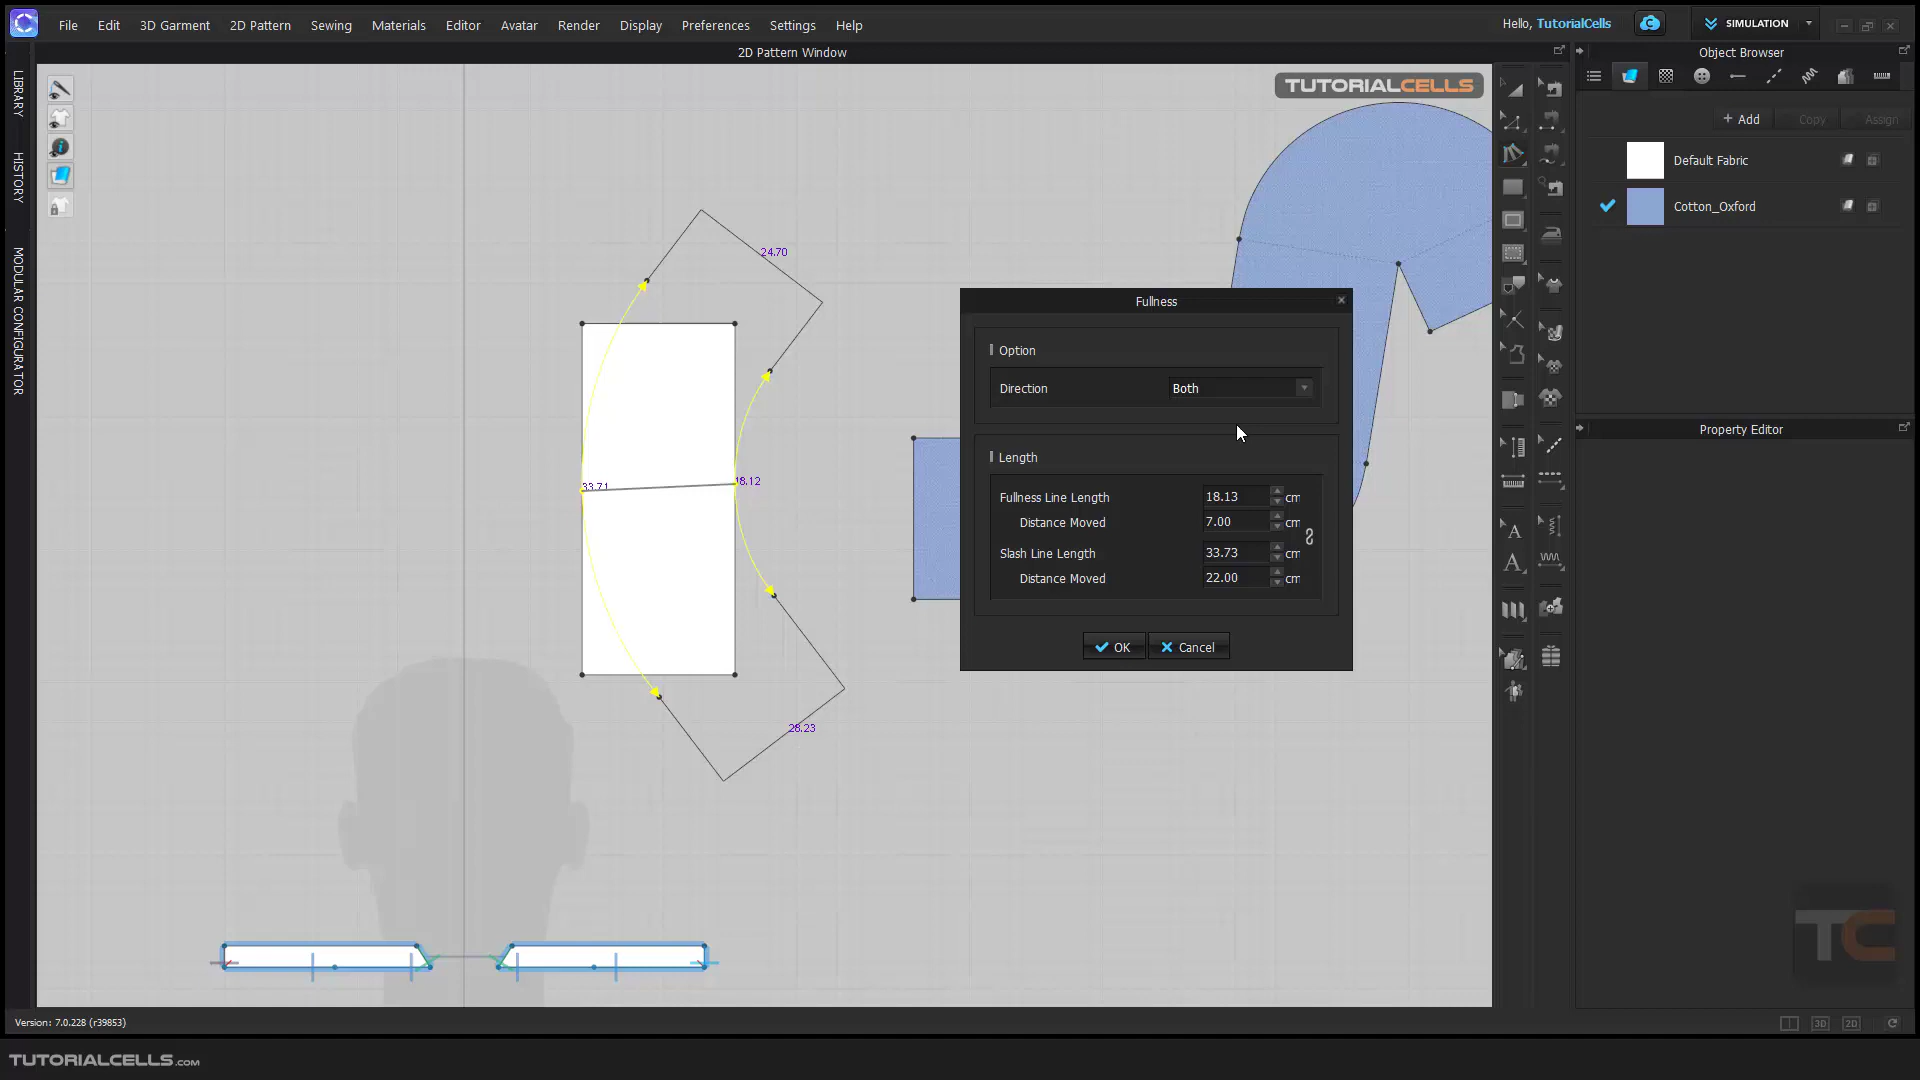 File Edit 3D Garment 2D Pattern Sewing Materials Editor Avatar Render Display Preferences Settings Help
Hello, TutorialCells
SIMULATION
2D Pattern Window
Object Browser
LIBRARY
HISTORY
MODULAR CONFIGURATOR
TUTORIALCELLS
+ Add Copy Assign
Default Fabric
Cotton_Oxford
Property Editor
24.70
33.71
18.12
28.23
Fullness
Option
Direction Both
Length
Fullness Line Length 18.13 cm
Distance Moved 7.00 cm
Slash Line Length 33.73 cm
Distance Moved 22.00 cm
OK Cancel
TC
Version: 7.0.228 (r39853)
3D 2D
TUTORIALCELLS.com